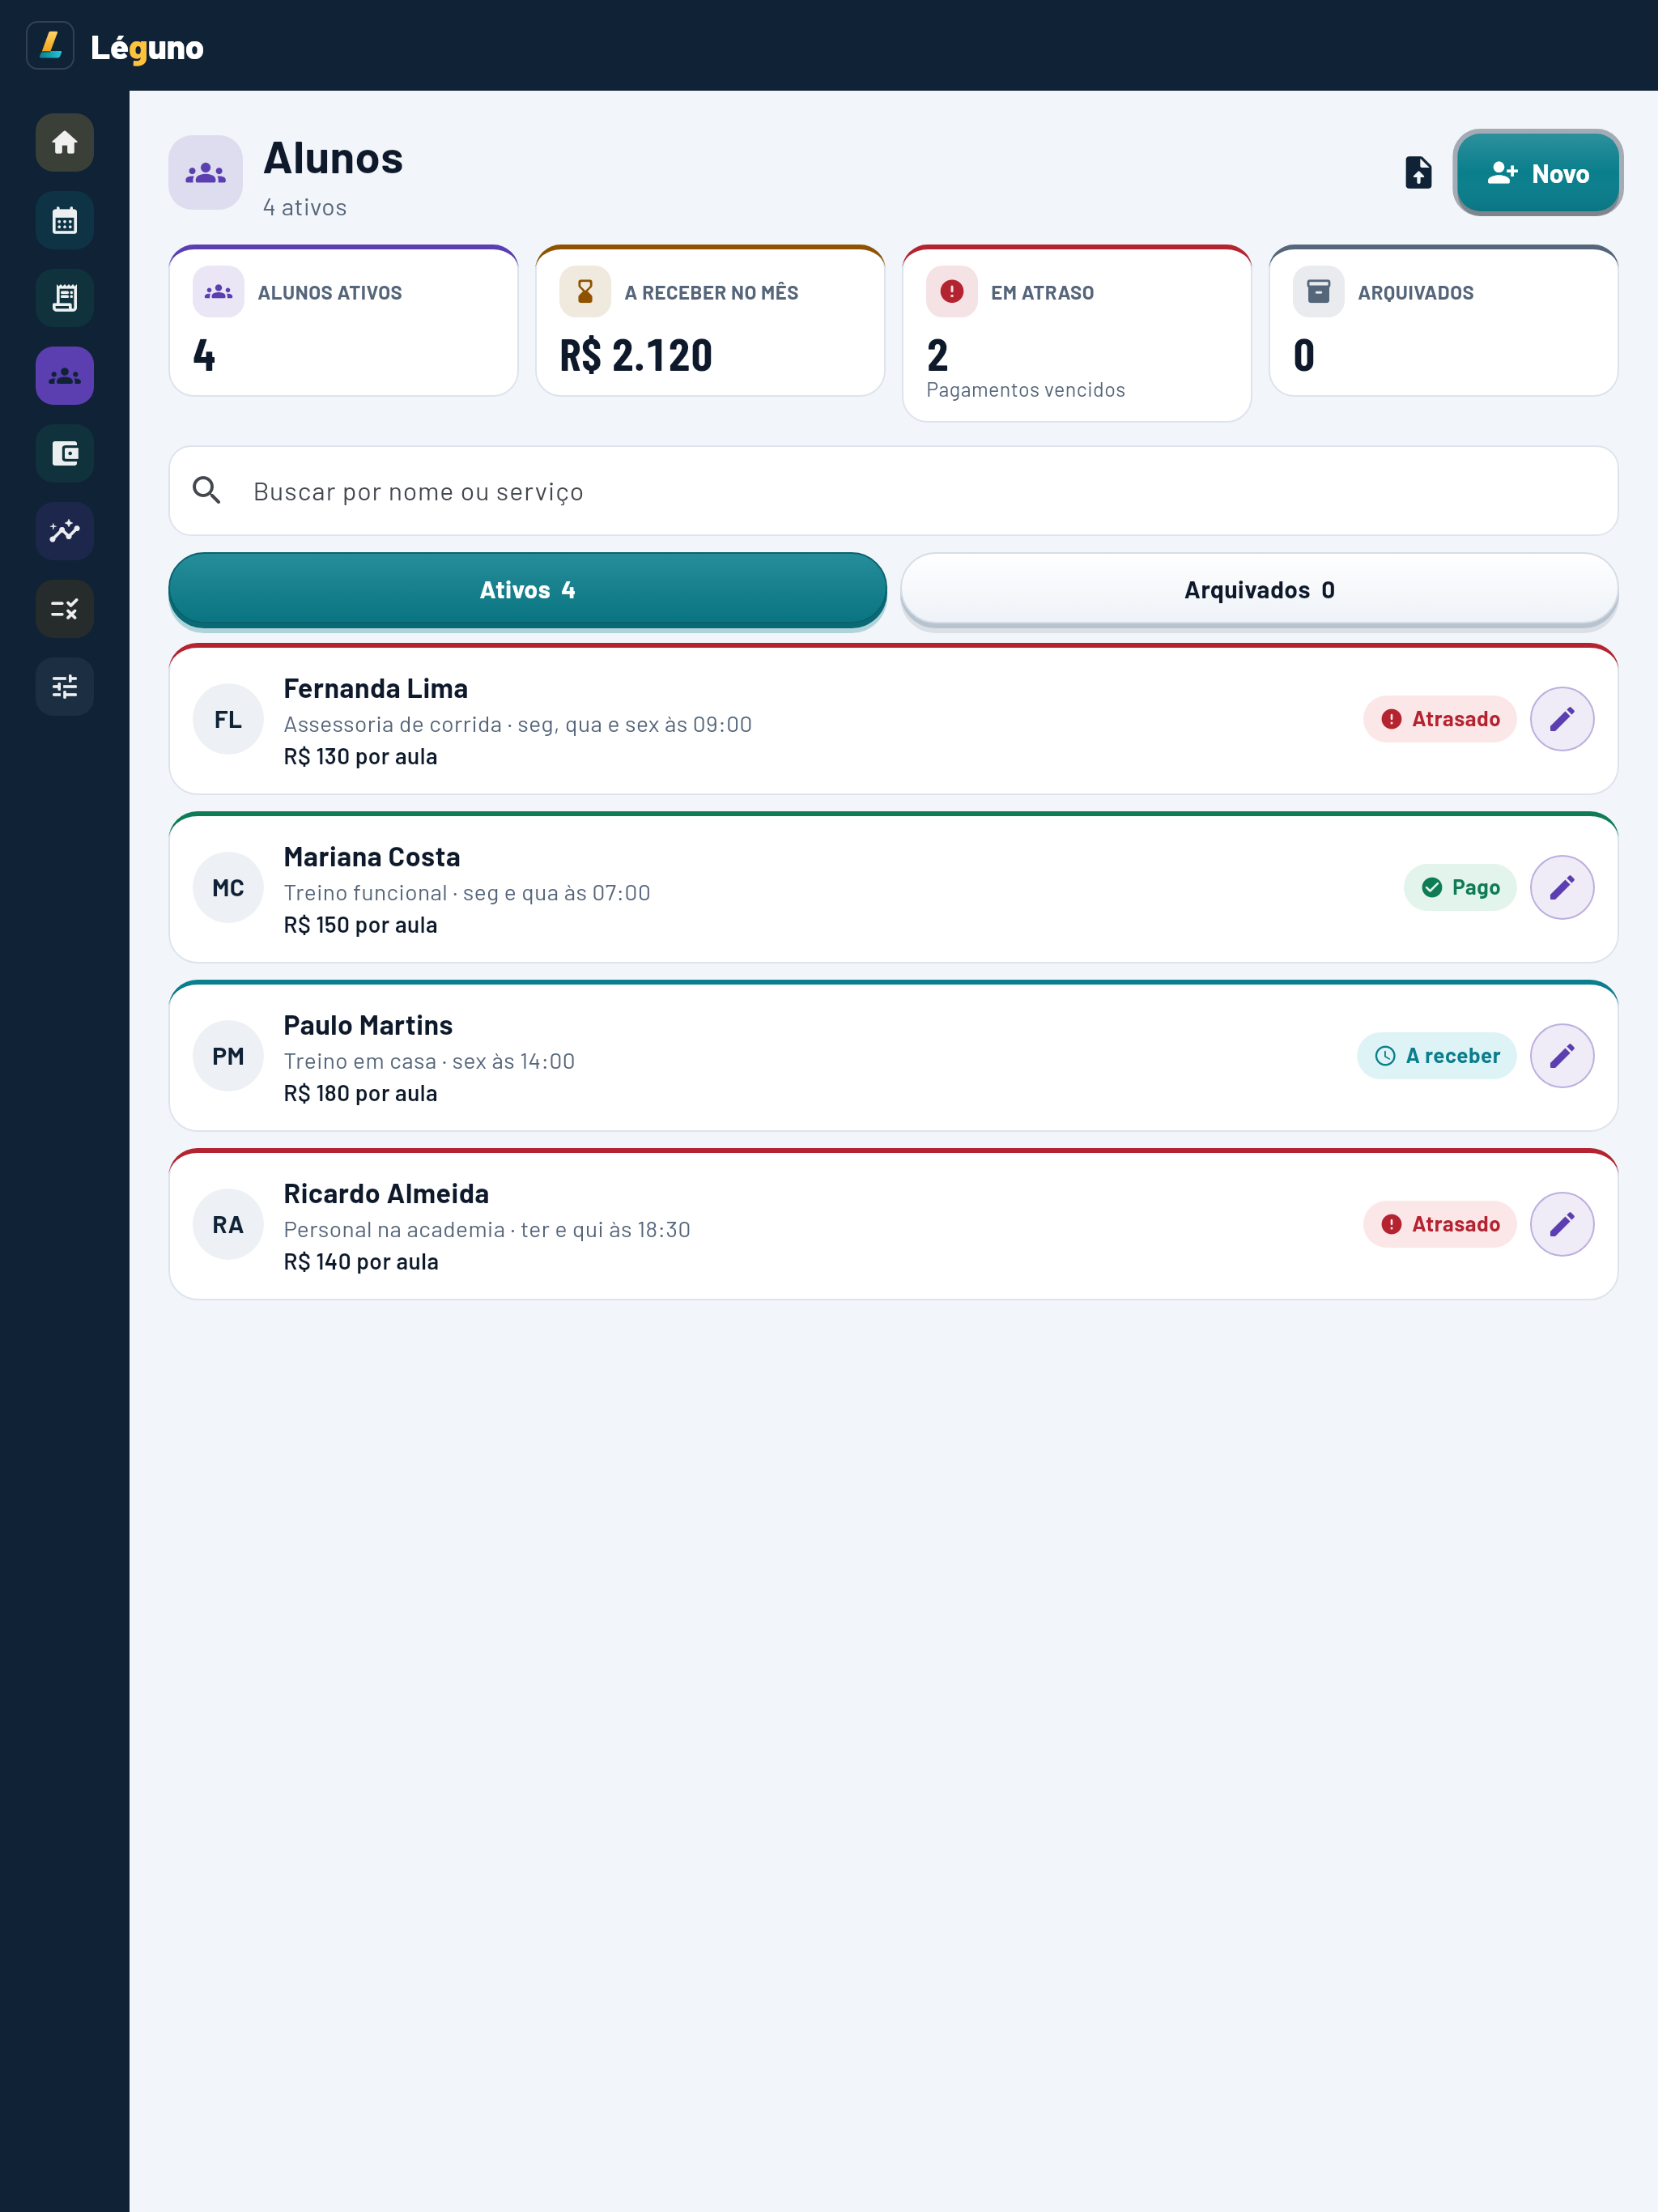 Léguno
Alunos
4 ativos
Novo
ALUNOS ATIVOS
4
A RECEBER NO MÊS
R$ 2.120
EM ATRASO
2
Pagamentos vencidos
ARQUIVADOS
0
Buscar por nome ou serviço
Ativos 4
Arquivados 0
FL
Fernanda Lima
Assessoria de corrida · seg, qua e sex às 09:00
R$ 130 por aula
Atrasado
MC
Mariana Costa
Treino funcional · seg e qua às 07:00
R$ 150 por aula
Pago
PM
Paulo Martins
Treino em casa · sex às 14:00
R$ 180 por aula
A receber
RA
Ricardo Almeida
Personal na academia · ter e qui às 18:30
R$ 140 por aula
Atrasado